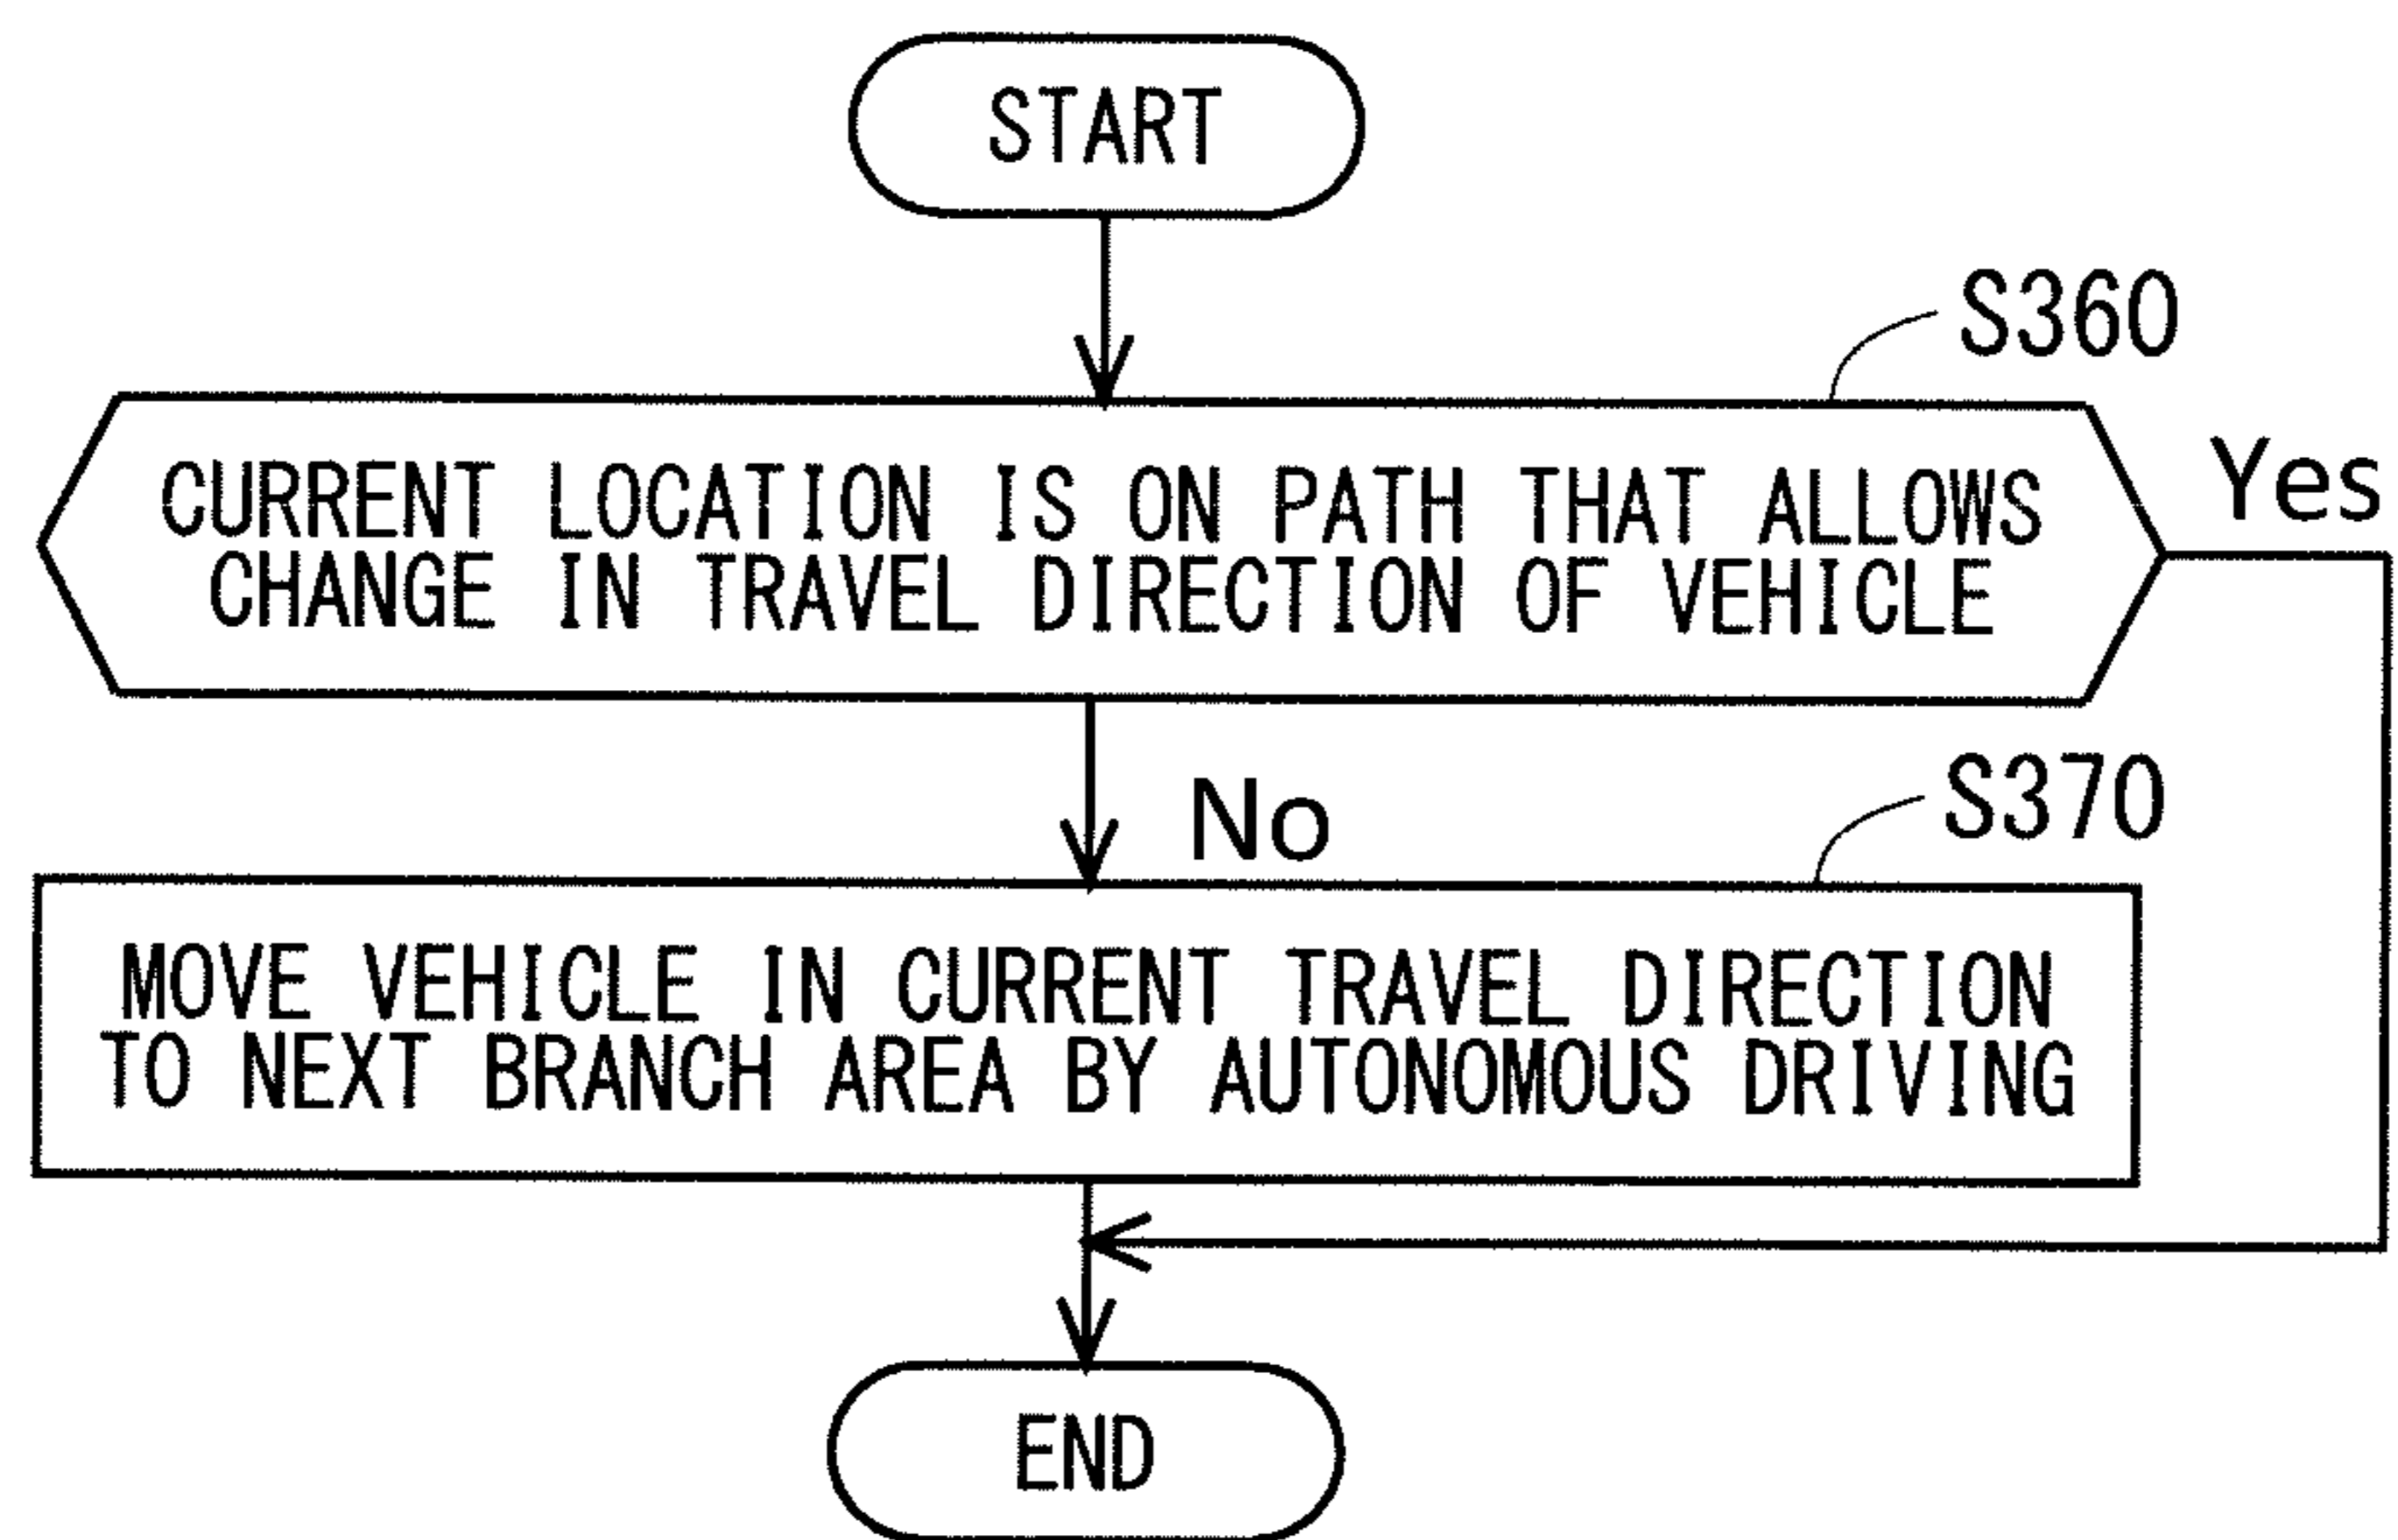 START
S360
CURRENT LOCATION IS ON PATH THAT ALLOWS
CHANGE IN TRAVEL DIRECTION OF VEHICLE
Yes
No
S370
MOVE VEHICLE IN CURRENT TRAVEL DIRECTION
TO NEXT BRANCH AREA BY AUTONOMOUS DRIVING
END